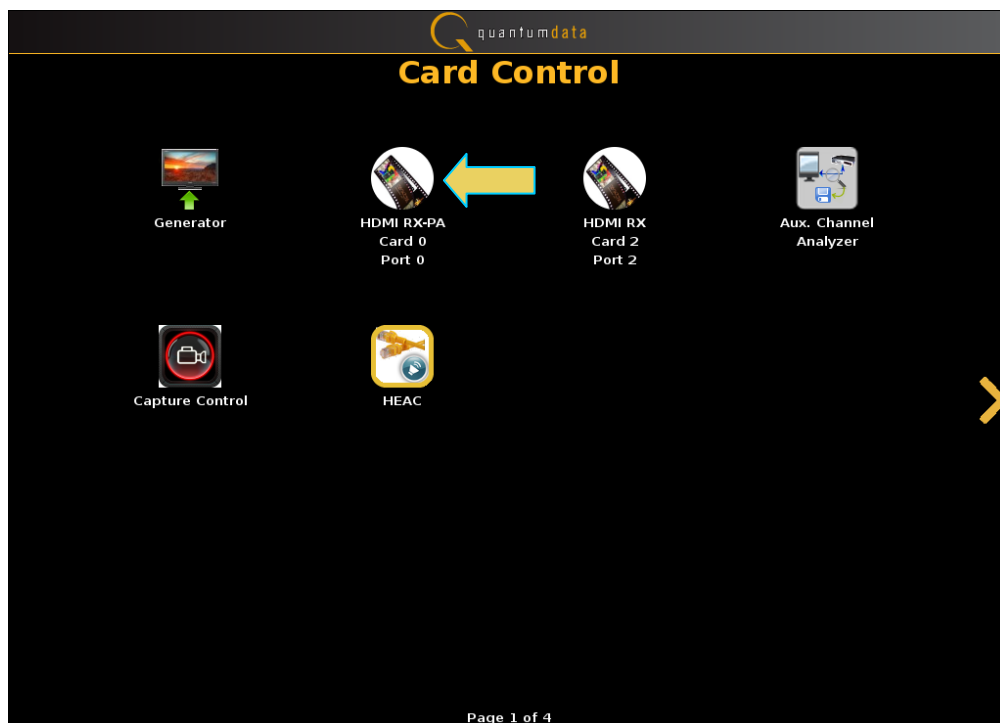 quantumdata
Card Control
Generator
HDMI RX-PA
Card 0
Port 0
HDMI RX
Card 2
Port 2
Aux. Channel
Analyzer
Capture Control
HEAC
Page 1 of 4